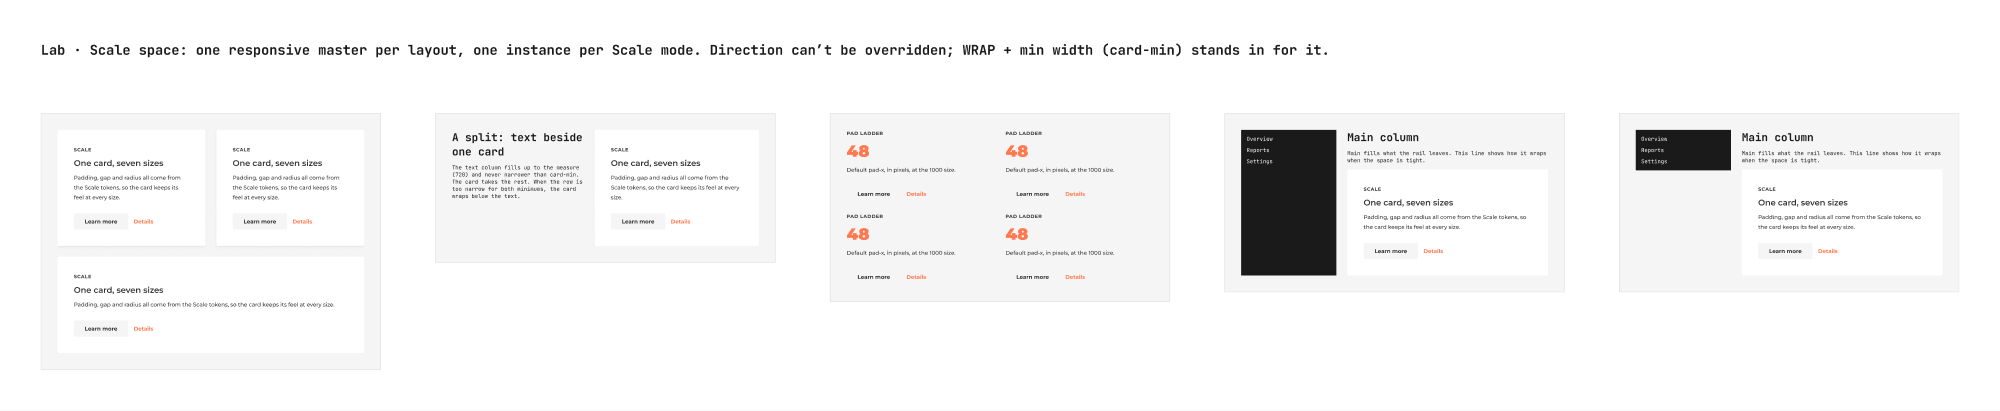 Lab · Scale space: one responsive master per layout, one instance per Scale mode. Direction can’t be overridden; WRAP + min width (card-min) stands in for it.
SCALE
One card, seven sizes
Padding, gap and radius all come from
the Scale tokens, so the card keeps its
feel at every size.
Learn more
Details
SCALE
One card, seven sizes
Padding, gap and radius all come from
the Scale tokens, so the card keeps its
feel at every size.
Learn more
Details
SCALE
One card, seven sizes
Padding, gap and radius all come from the Scale tokens, so the card keeps its feel at every size.
Learn more
Details
A split: text beside
one card
The text column fills up to the measure
(720) and never narrower than card-min.
The card takes the rest. When the row is
too narrow for both minimums, the card
wraps below the text.
SCALE
One card, seven sizes
Padding, gap and radius all come from the
Scale tokens, so the card keeps its feel at every
size.
Learn more
Details
PAD LADDER
48
Default pad-x, in pixels, at the 1000 size.
Learn more
Details
PAD LADDER
48
Default pad-x, in pixels, at the 1000 size.
Learn more
Details
PAD LADDER
48
Default pad-x, in pixels, at the 1000 size.
Learn more
Details
PAD LADDER
48
Default pad-x, in pixels, at the 1000 size.
Learn more
Details
Overview
Reports
Settings
Main column
Main fills what the rail leaves. This line shows how it wraps
when the space is tight.
SCALE
One card, seven sizes
Padding, gap and radius all come from the Scale tokens, so
the card keeps its feel at every size.
Learn more
Details
Overview
Reports
Settings
Main column
Main fills what the rail leaves. This line shows how it wraps
when the space is tight.
SCALE
One card, seven sizes
Padding, gap and radius all come from the Scale tokens, so
the card keeps its feel at every size.
Learn more
Details